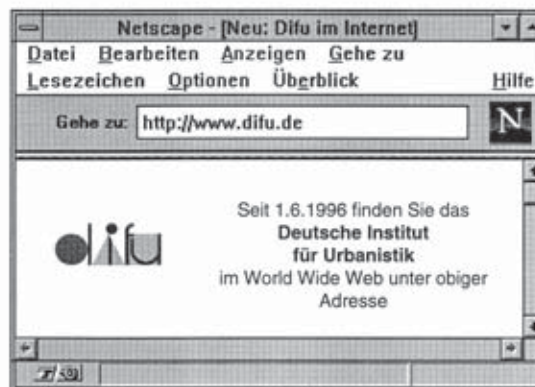 Netscape - [Neu: Difu im Internet]
Datei Bearbeiten Anzeigen Gehe zu
Lesezeichen Optionen Überblick Hilfe
Gehe zu: http://www.difu.de
N
difu
Seit 1.6.1996 finden Sie das
Deutsche Institut
für Urbanistik
im World Wide Web unter obiger
Adresse